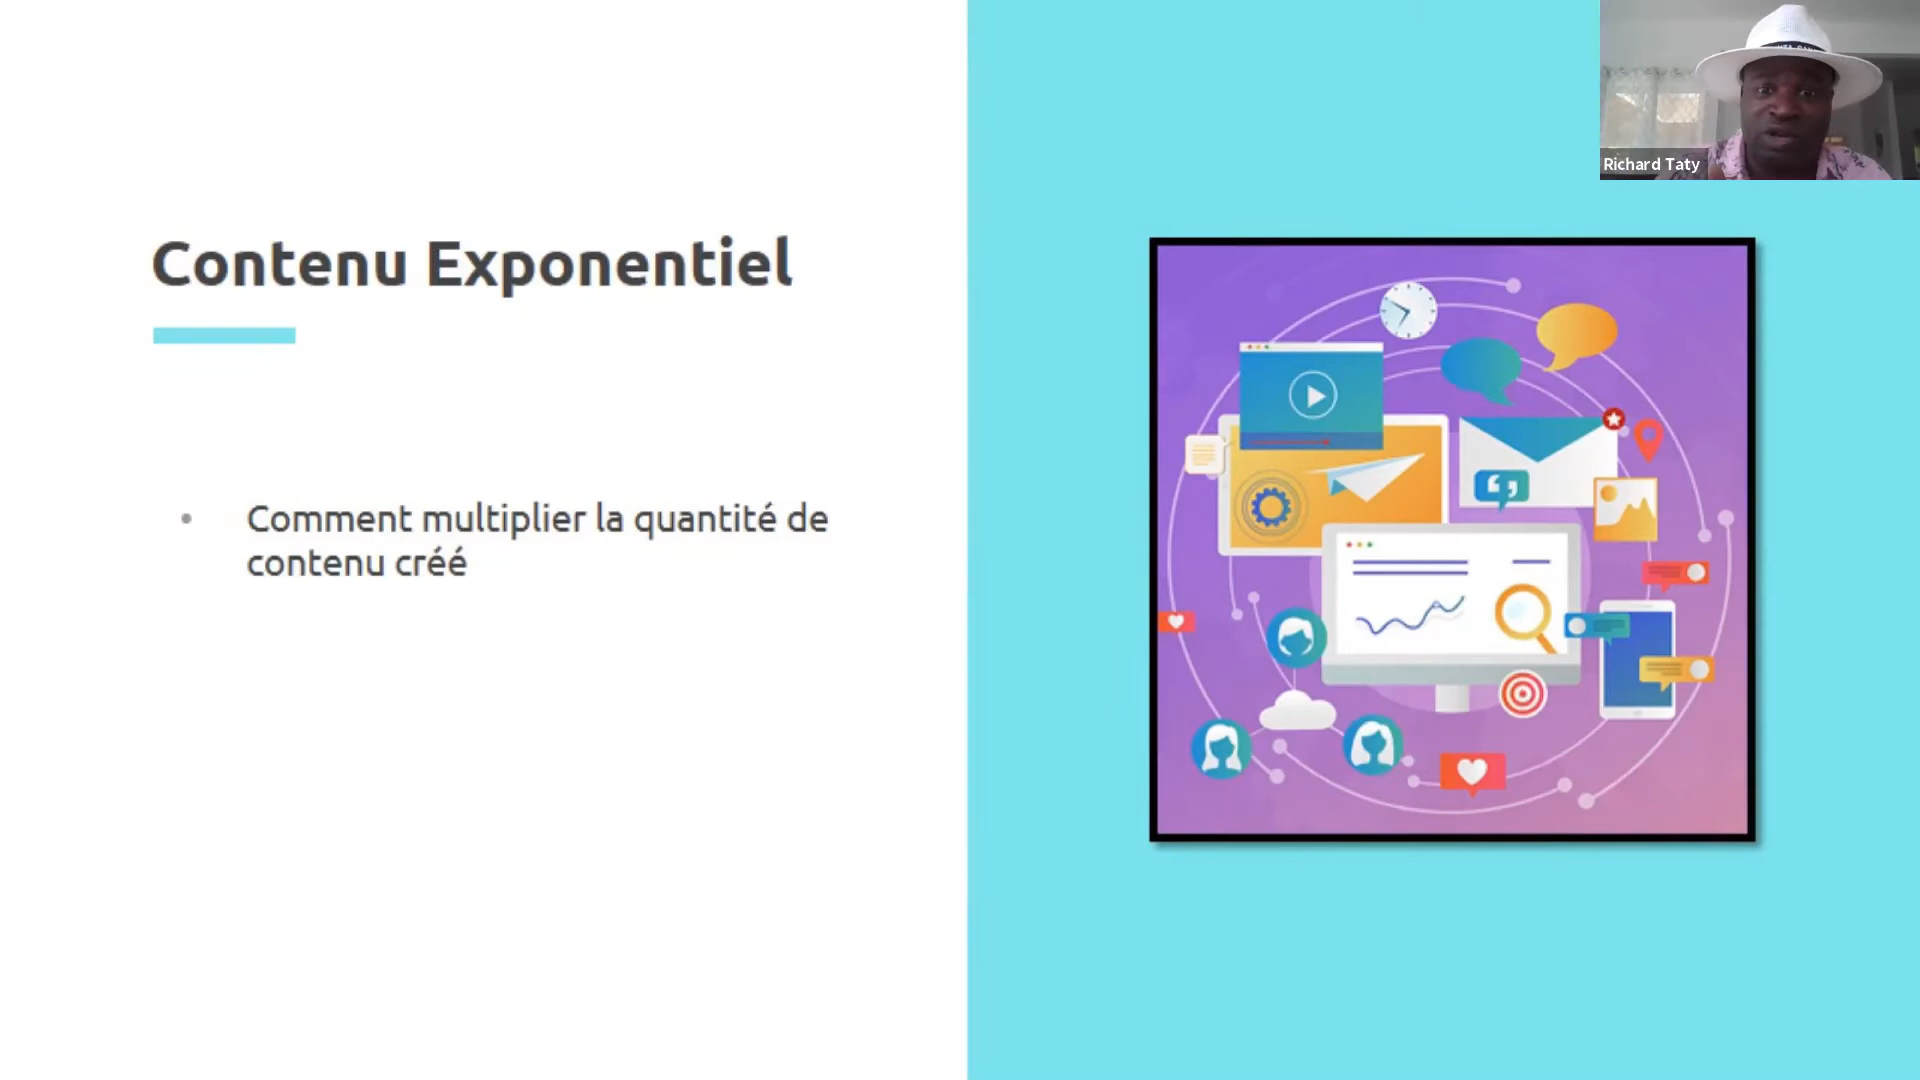 Richard Taty
Contenu Exponentiel
• Comment multiplier la quantité de
contenu créé